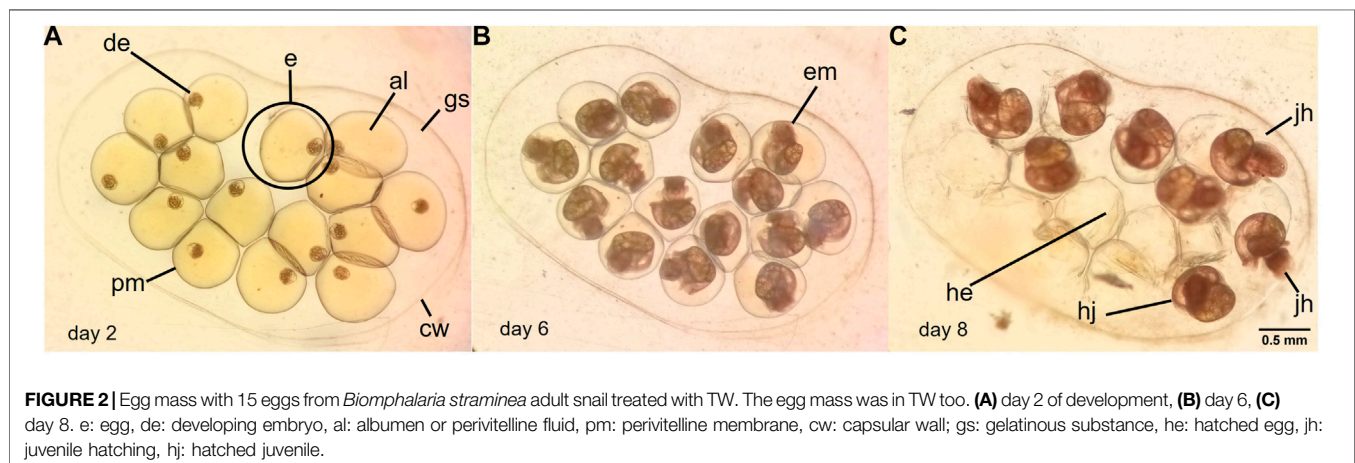 A
de
e
al
gs
pm
cw
day 2
B
em
day 6
C
jh
he
hj
jh
day 8
0.5 mm
FIGURE 2 | Egg mass with 15 eggs from Biomphalaria straminea adult snail treated with TW. The egg mass was in TW too. (A) day 2 of development, (B) day 6, (C)
day 8. e: egg, de: developing embryo, al: albumen or perivitelline fluid, pm: perivitelline membrane, cw: capsular wall; gs: gelatinous substance, he: hatched egg, jh:
juvenile hatching, hj: hatched juvenile.